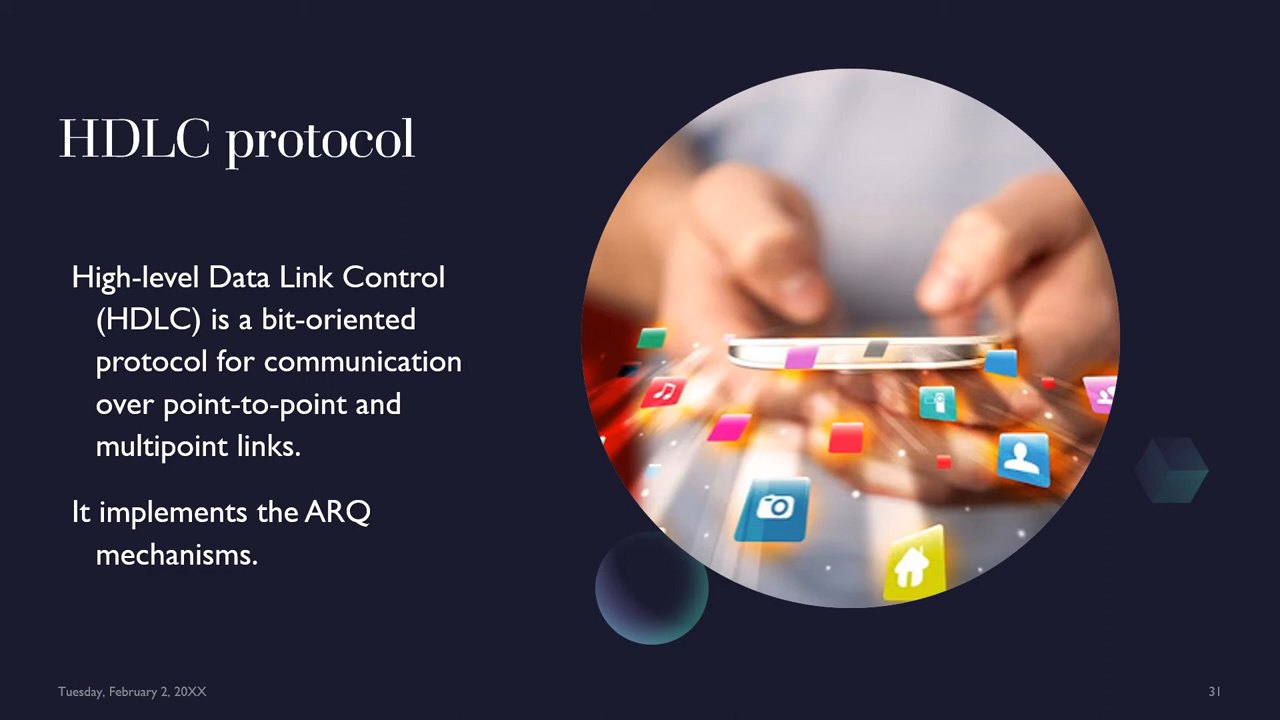 HDLC protocol
High-level Data Link Control
(HDLC) is a bit-oriented
protocol for communication
over point-to-point and
multipoint links.
It implements the ARQ
mechanisms.
Tuesday, February 2, 20XX
31